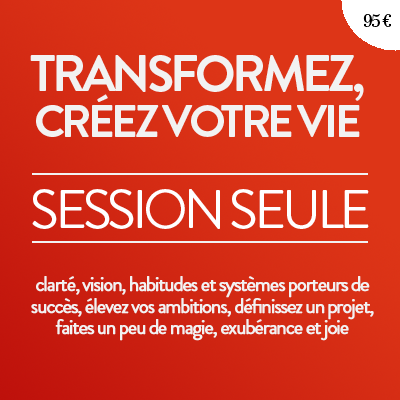 95 €
TRANSFORMEZ,
CRÉEZ VOTRE VIE
SESSION SEULE
clarté, vision, habitudes et systèmes porteurs de
succès, élevez vos ambitions, définissez un projet,
faites un peu de magie, exubérance et joie